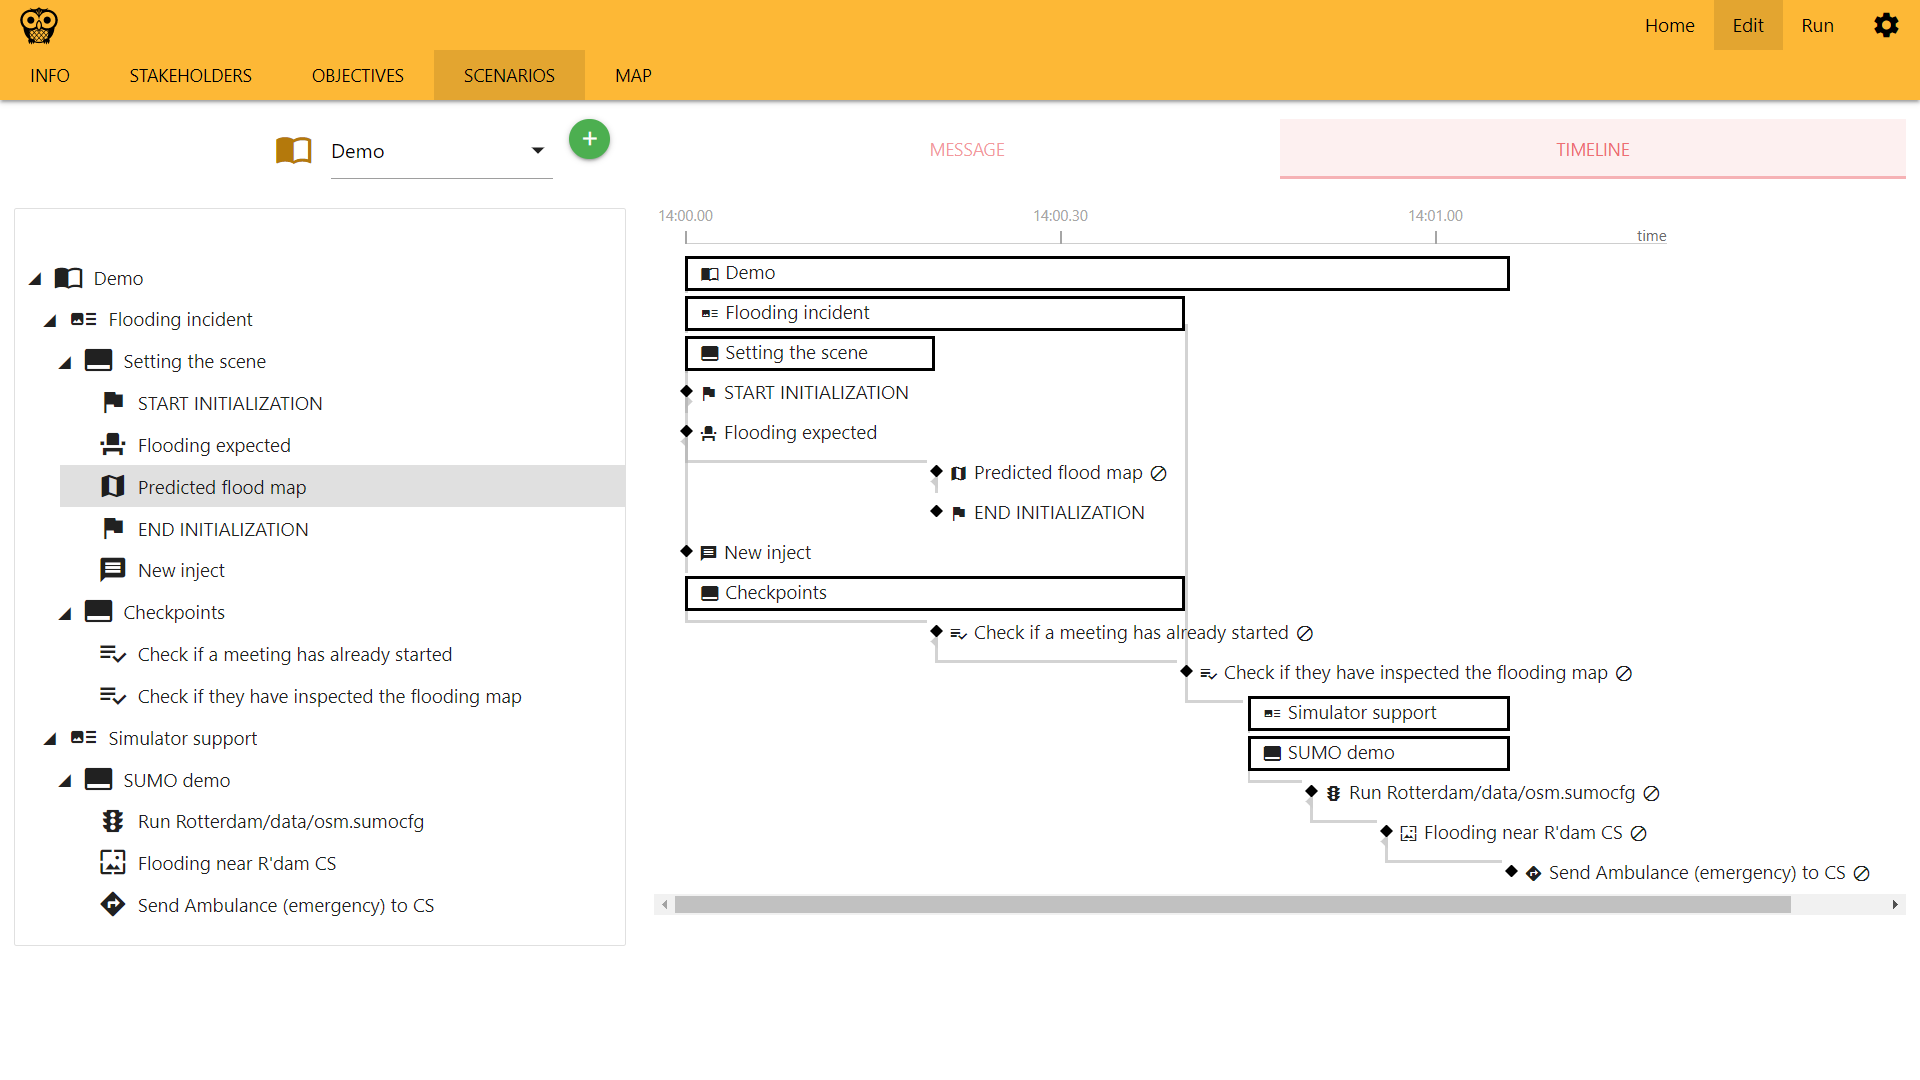 Home Edit Run
INFO STAKEHOLDERS OBJECTIVES SCENARIOS MAP
Demo
MESSAGE TIMELINE
Demo
Flooding incident
Setting the scene
START INITIALIZATION
Flooding expected
Predicted flood map
END INITIALIZATION
New inject
Checkpoints
Check if a meeting has already started
Check if they have inspected the flooding map
Simulator support
SUMO demo
Run Rotterdam/data/osm.sumocfg
Flooding near R'dam CS
Send Ambulance (emergency) to CS
14:00.00 14:00.30 14:01.00
time
Demo
Flooding incident
Setting the scene
START INITIALIZATION
Flooding expected
Predicted flood map
END INITIALIZATION
New inject
Checkpoints
Check if a meeting has already started
Check if they have inspected the flooding map
Simulator support
SUMO demo
Run Rotterdam/data/osm.sumocfg
Flooding near R'dam CS
Send Ambulance (emergency) to CS